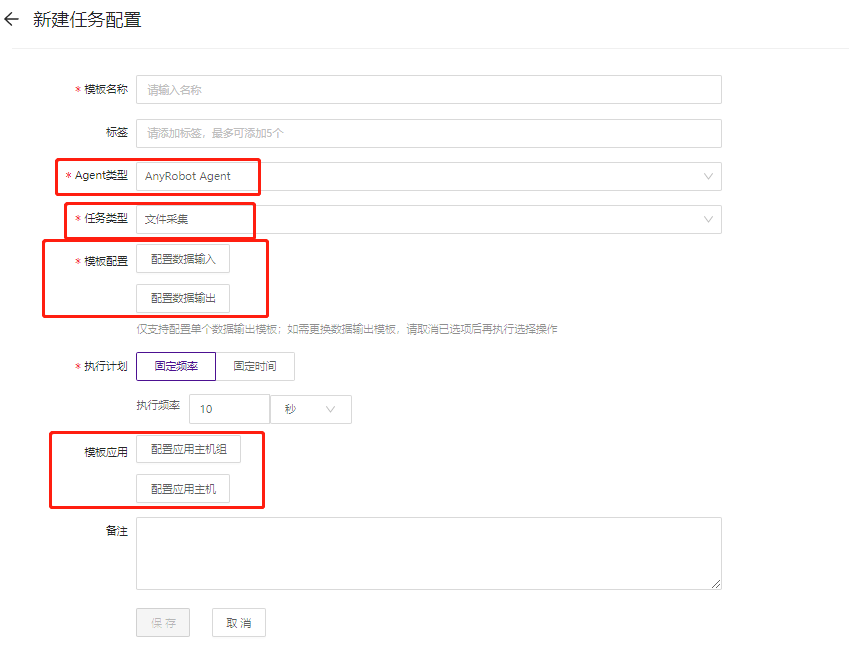 新建任务配置
* 模板名称 请输入名称
标签 请添加标签，最多可添加5个
* Agent类型 AnyRobot Agent
* 任务类型 文件采集
* 模板配置 配置数据输入
配置数据输出
仅支持配置单个数据输出模板；如需更换数据输出模板，请取消已选项后再执行选择操作
* 执行计划 固定频率 固定时间
执行频率 10 秒
模板应用 配置应用主机组
配置应用主机
备注
保 存 取 消